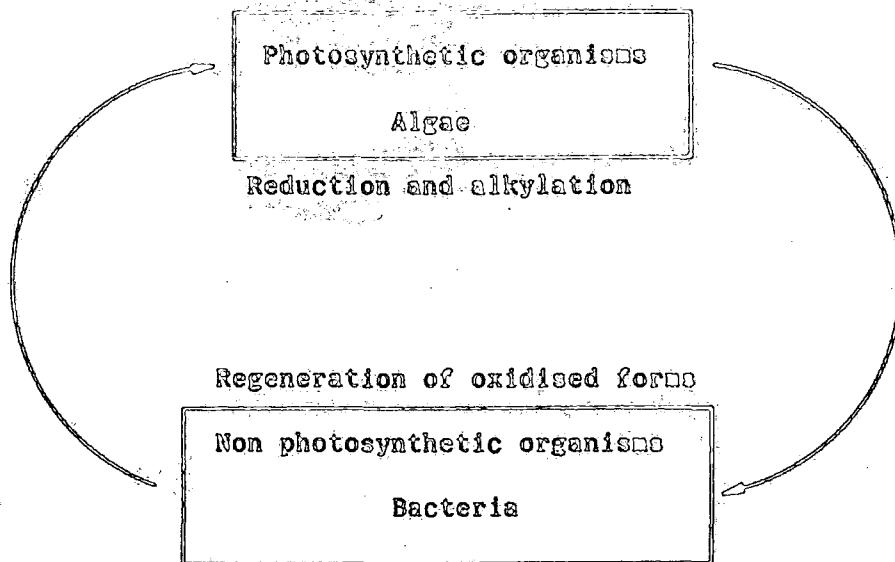 Photosynthetic organisms
Algae
Reduction and alkylation
Regeneration of oxidised forms
Non photosynthetic organisms
Bacteria